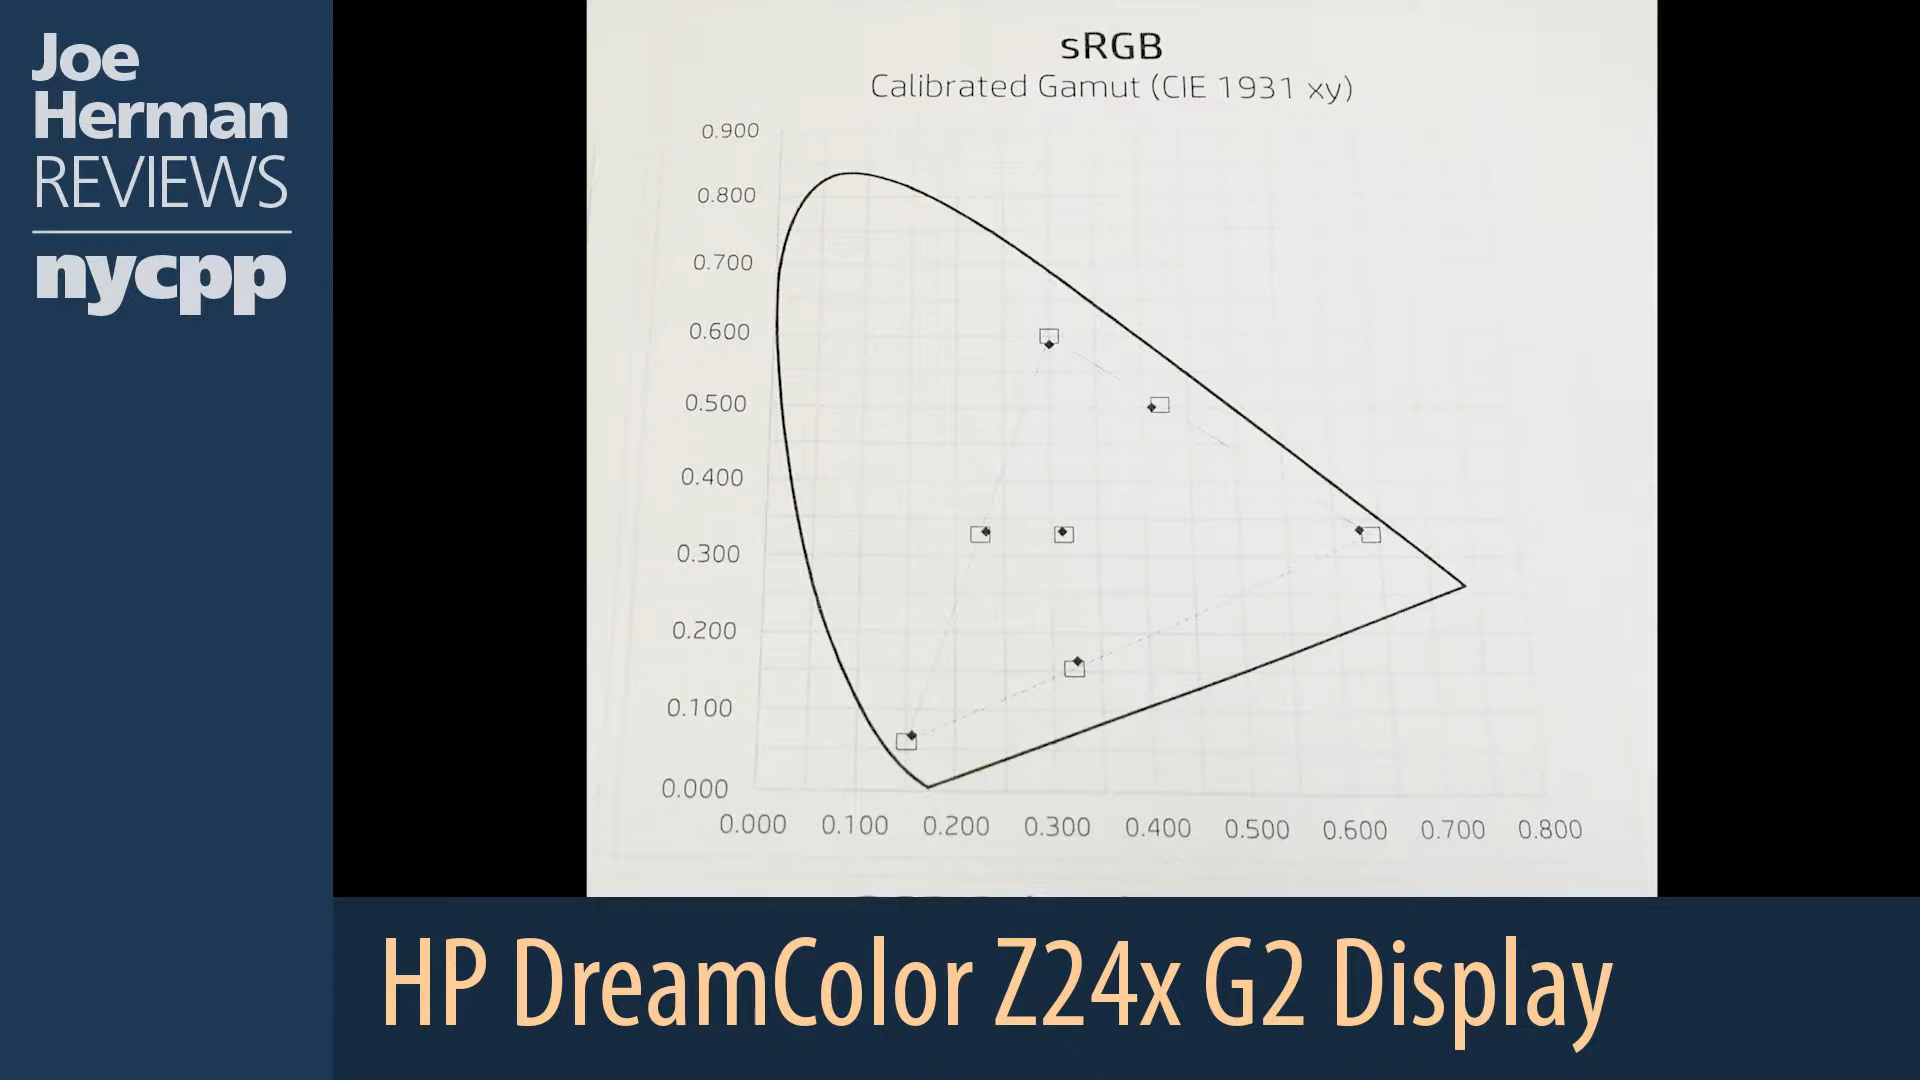 Joe
Herman
REVIEWS
nycpp
sRGB
Calibrated Gamut (CIE 1931 xy)
0.900
0.800
0.700
0.600
0.500
0.400
0.300
0.200
0.100
0.000
0.000 0.100 0.200 0.300 0.400 0.500 0.600 0.700 0.800
HP DreamColor Z24x G2 Display